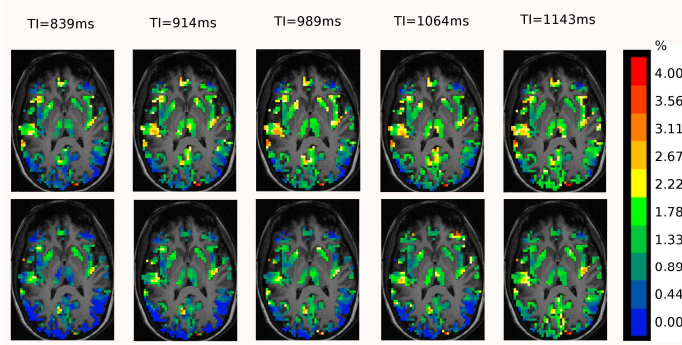 TI=839ms
TI=914ms
TI=989ms
TI=1064ms
TI=1143ms
%
4.00
3.56
3.11
2.67
2.22
1.78
1.33
0.89
0.44
0.00